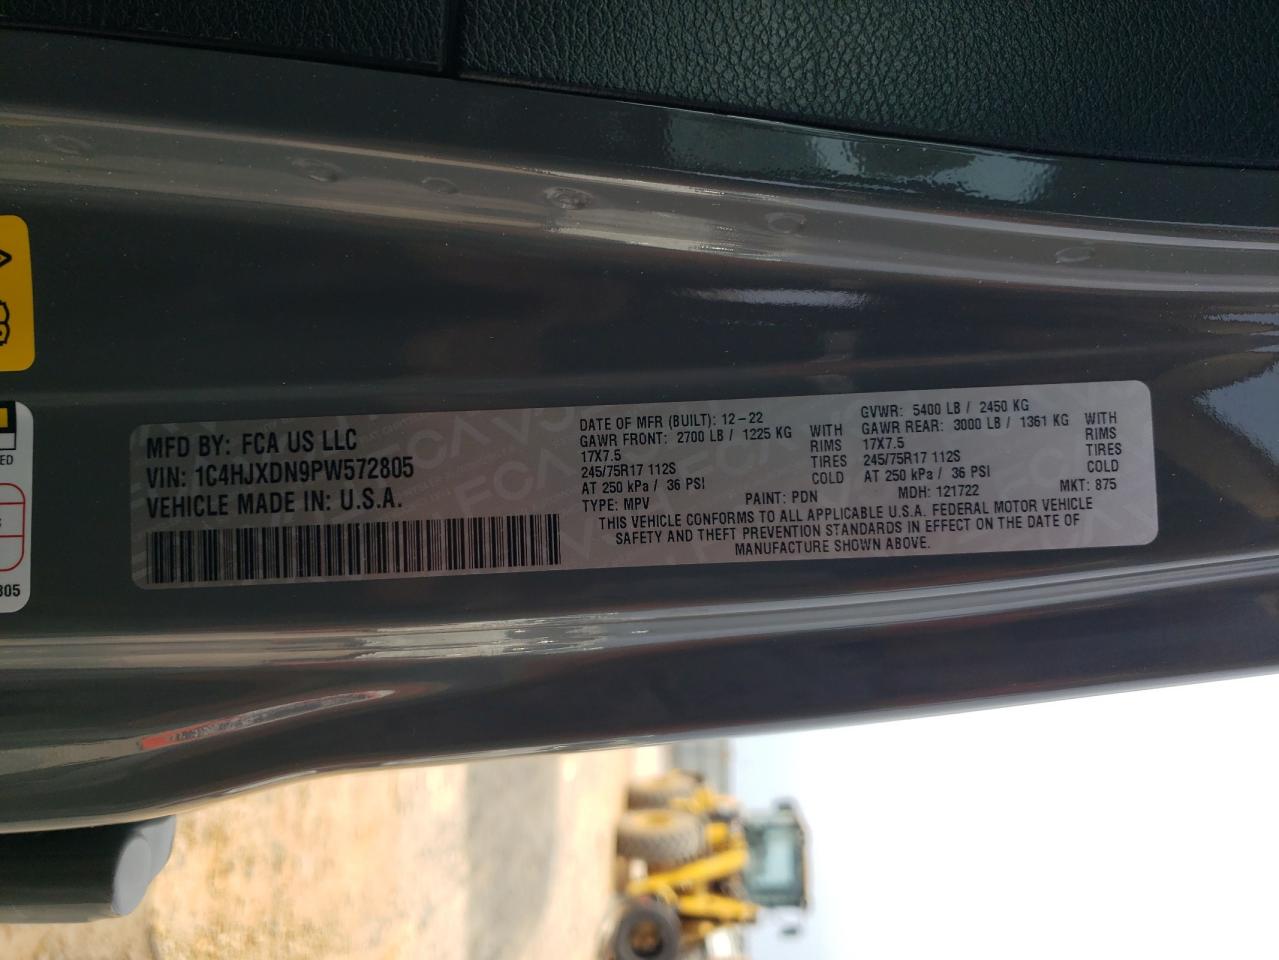 MFD BY: FCA US LLC
VIN: 1C4HJXDN9PW572805
VEHICLE MADE IN: U.S.A.
DATE OF MFR (BUILT): 12-22 GVWR: 5400 LB / 2450 KG
GAWR FRONT: 2700 LB / 1225 KG WITH GAWR REAR: 3000 LB / 1361 KG WITH
17X7.5 RIMS 17X7.5 RIMS
245/75R17 112S TIRES 245/75R17 112S TIRES
AT 250 kPa / 36 PSI COLD AT 250 kPa / 36 PSI COLD
TYPE: MPV PAINT: PDN MDH: 121722 MKT: 875
THIS VEHICLE CONFORMS TO ALL APPLICABLE U.S.A. FEDERAL MOTOR VEHICLE
SAFETY AND THEFT PREVENTION STANDARDS IN EFFECT ON THE DATE OF
MANUFACTURE SHOWN ABOVE.